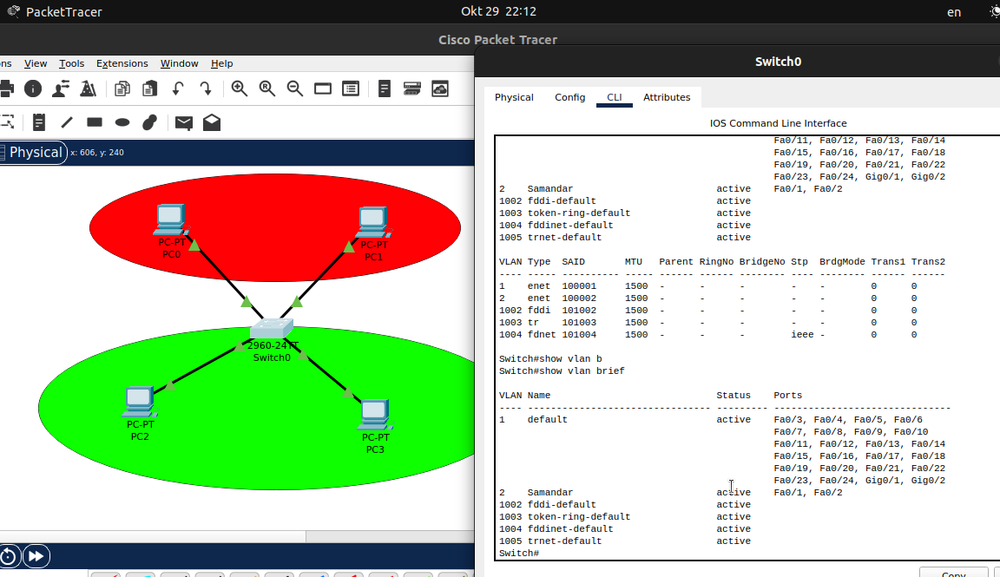 PacketTracer
Okt 29 22:12
en
Cisco Packet Tracer
ns View Tools Extensions Window Help
Physical x: 606, y: 240
PC-PT
PC0
PC-PT
PC1
2960-24TT
Switch0
PC-PT
PC2
PC-PT
PC3
Switch0
Physical Config CLI Attributes
IOS Command Line Interface
Fa0/11, Fa0/12, Fa0/13, Fa0/14
Fa0/15, Fa0/16, Fa0/17, Fa0/18
Fa0/19, Fa0/20, Fa0/21, Fa0/22
Fa0/23, Fa0/24, Gig0/1, Gig0/2
2 Samandar active Fa0/1, Fa0/2
1002 fddi-default active
1003 token-ring-default active
1004 fddinet-default active
1005 trnet-default active
VLAN Type SAID MTU Parent RingNo BridgeNo Stp BrdgMode Trans1 Trans2
---- ----- ---------- ----- ------ ------ -------- ---- -------- ------ ------
1 enet 100001 1500 - - - - - 0 0
2 enet 100002 1500 - - - - - 0 0
1002 fddi 101002 1500 - - - - - 0 0
1003 tr 101003 1500 - - - - - 0 0
1004 fdnet 101004 1500 - - - ieee - 0 0
Switch#show vlan b
Switch#show vlan brief
VLAN Name Status Ports
---- -------------------------------- --------- -------------------------------
1 default active Fa0/3, Fa0/4, Fa0/5, Fa0/6
Fa0/7, Fa0/8, Fa0/9, Fa0/10
Fa0/11, Fa0/12, Fa0/13, Fa0/14
Fa0/15, Fa0/16, Fa0/17, Fa0/18
Fa0/19, Fa0/20, Fa0/21, Fa0/22
Fa0/23, Fa0/24, Gig0/1, Gig0/2
2 Samandar active Fa0/1, Fa0/2
1002 fddi-default active
1003 token-ring-default active
1004 fddinet-default active
1005 trnet-default active
Switch#
Copy